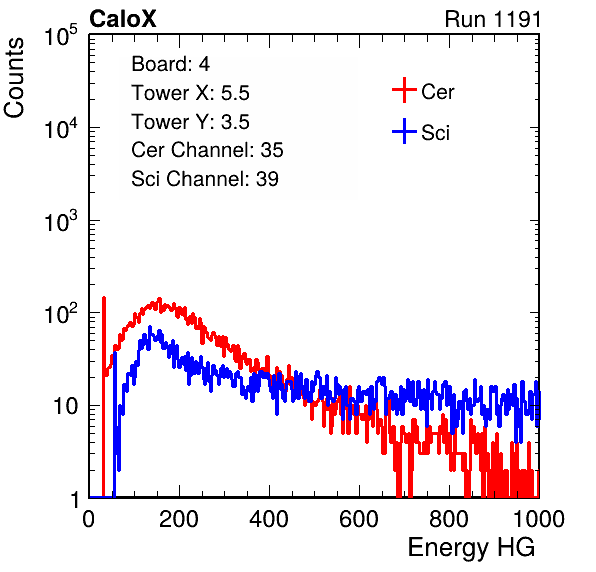 CaloX Run 1191
Counts
Board: 4
Tower X: 5.5
Tower Y: 3.5
Cer Channel: 35
Sci Channel: 39
Cer
Sci
10^5
10^4
10^3
10^2
10
1
0 200 400 600 800 1000
Energy HG